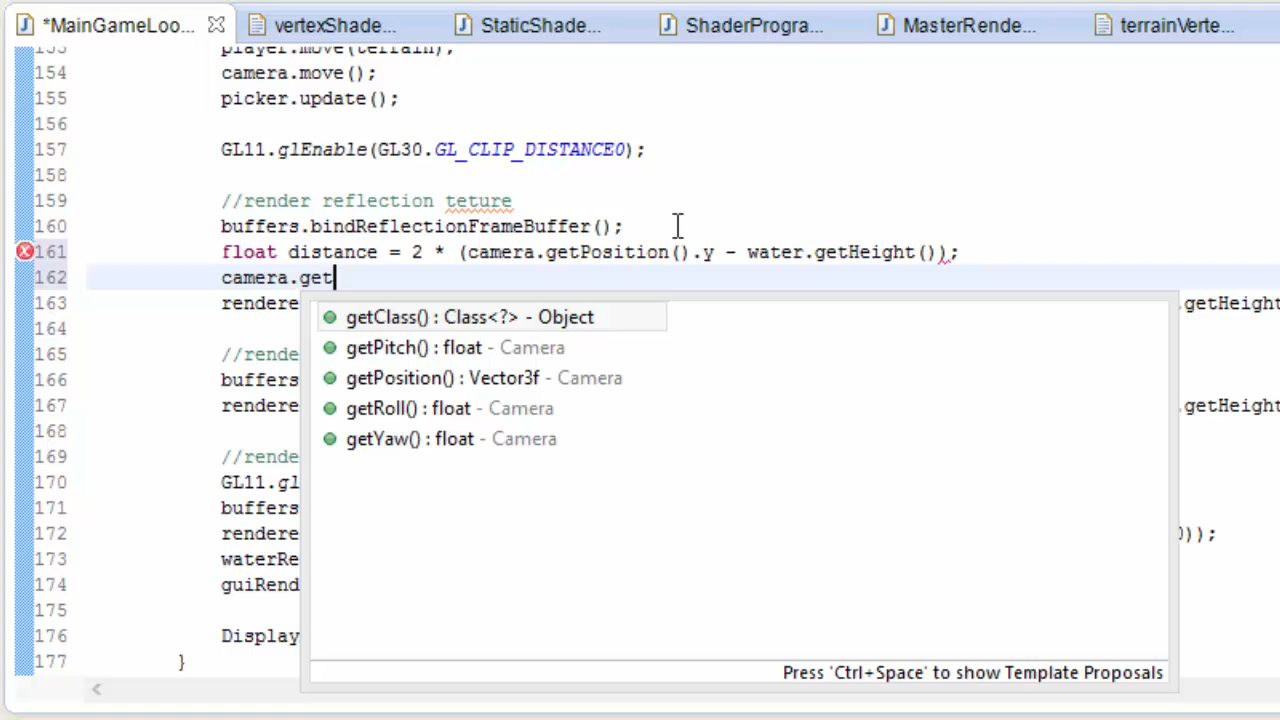 *MainGameLoo... vertexShade... StaticShade... ShaderProgra... MasterRende... terrainVerte...
153 player.move(terrain);
154 camera.move();
155 picker.update();
156
157 GL11.glEnable(GL30.GL_CLIP_DISTANCE0);
158
159 //render reflection teture
160 buffers.bindReflectionFrameBuffer();
161 float distance = 2 * (camera.getPosition().y - water.getHeight());
162 camera.get
163 rendere .getHeight
getClass() : Class<?> - Object
164
getPitch() : float - Camera
165 //rende
166 buffers
getPosition() : Vector3f - Camera
167 rendere .getHeight
getRoll() : float - Camera
168
getYaw() : float - Camera
169 //rende
170 GL11.gl
171 buffers
172 rendere 0));
173 waterRe
174 guiRend
175
176 Display
177 }
Press 'Ctrl+Space' to show Template Proposals